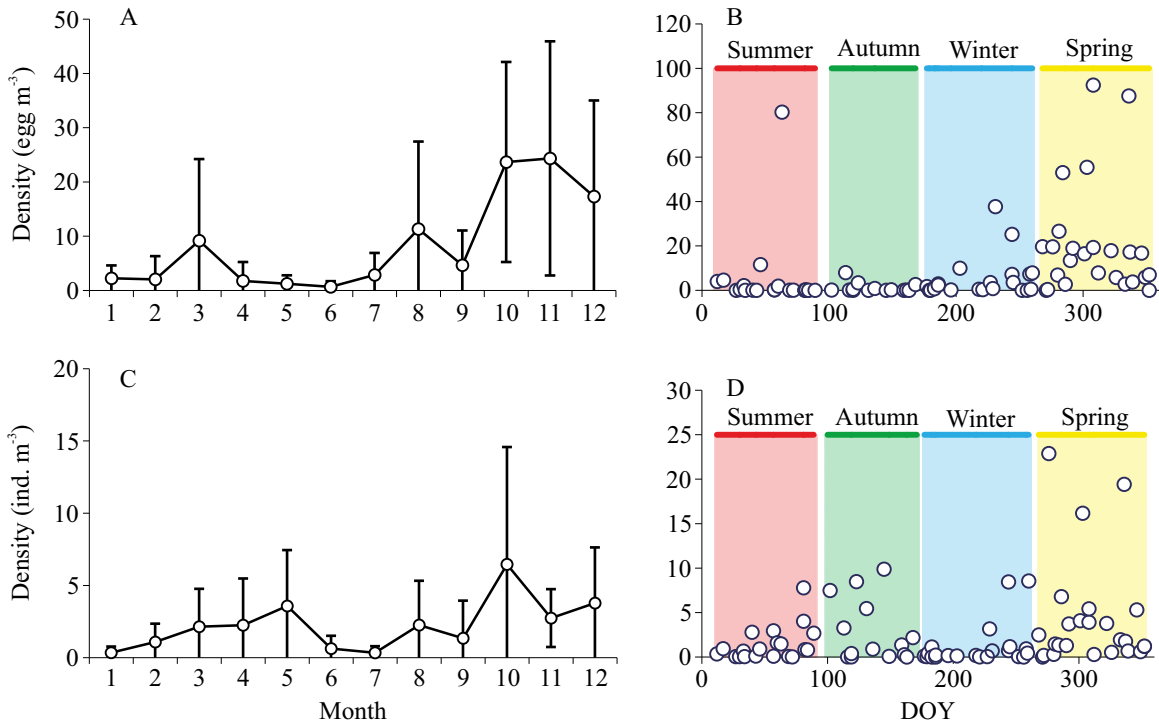 A
Density (egg m⁻³)
50
40
30
20
10
0
1 2 3 4 5 6 7 8 9 10 11 12
B
120
100
80
60
40
20
0
Summer Autumn Winter Spring
0 100 200 300
C
Density (ind. m⁻³)
20
15
10
5
0
1 2 3 4 5 6 7 8 9 10 11 12
Month
D
30
25
20
15
10
5
0
Summer Autumn Winter Spring
0 100 200 300
DOY